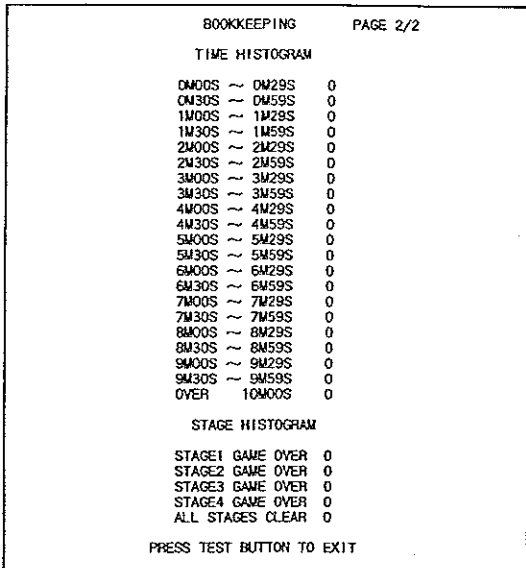 BOOKKEEPING PAGE 2/2
TIME HISTOGRAM
0M00S ~ 0M29S 0
0M30S ~ 0M59S 0
1M00S ~ 1M29S 0
1M30S ~ 1M59S 0
2M00S ~ 2M29S 0
2M30S ~ 2M59S 0
3M00S ~ 3M29S 0
3M30S ~ 3M59S 0
4M00S ~ 4M29S 0
4M30S ~ 4M59S 0
5M00S ~ 5M29S 0
5M30S ~ 5M59S 0
6M00S ~ 6M29S 0
6M30S ~ 6M59S 0
7M00S ~ 7M29S 0
7M30S ~ 7M59S 0
8M00S ~ 8M29S 0
8M30S ~ 8M59S 0
9M00S ~ 9M29S 0
9M30S ~ 9M59S 0
OVER 10M00S 0
STAGE HISTOGRAM
STAGE1 GAME OVER 0
STAGE2 GAME OVER 0
STAGE3 GAME OVER 0
STAGE4 GAME OVER 0
ALL STAGES CLEAR 0
PRESS TEST BUTTON TO EXIT